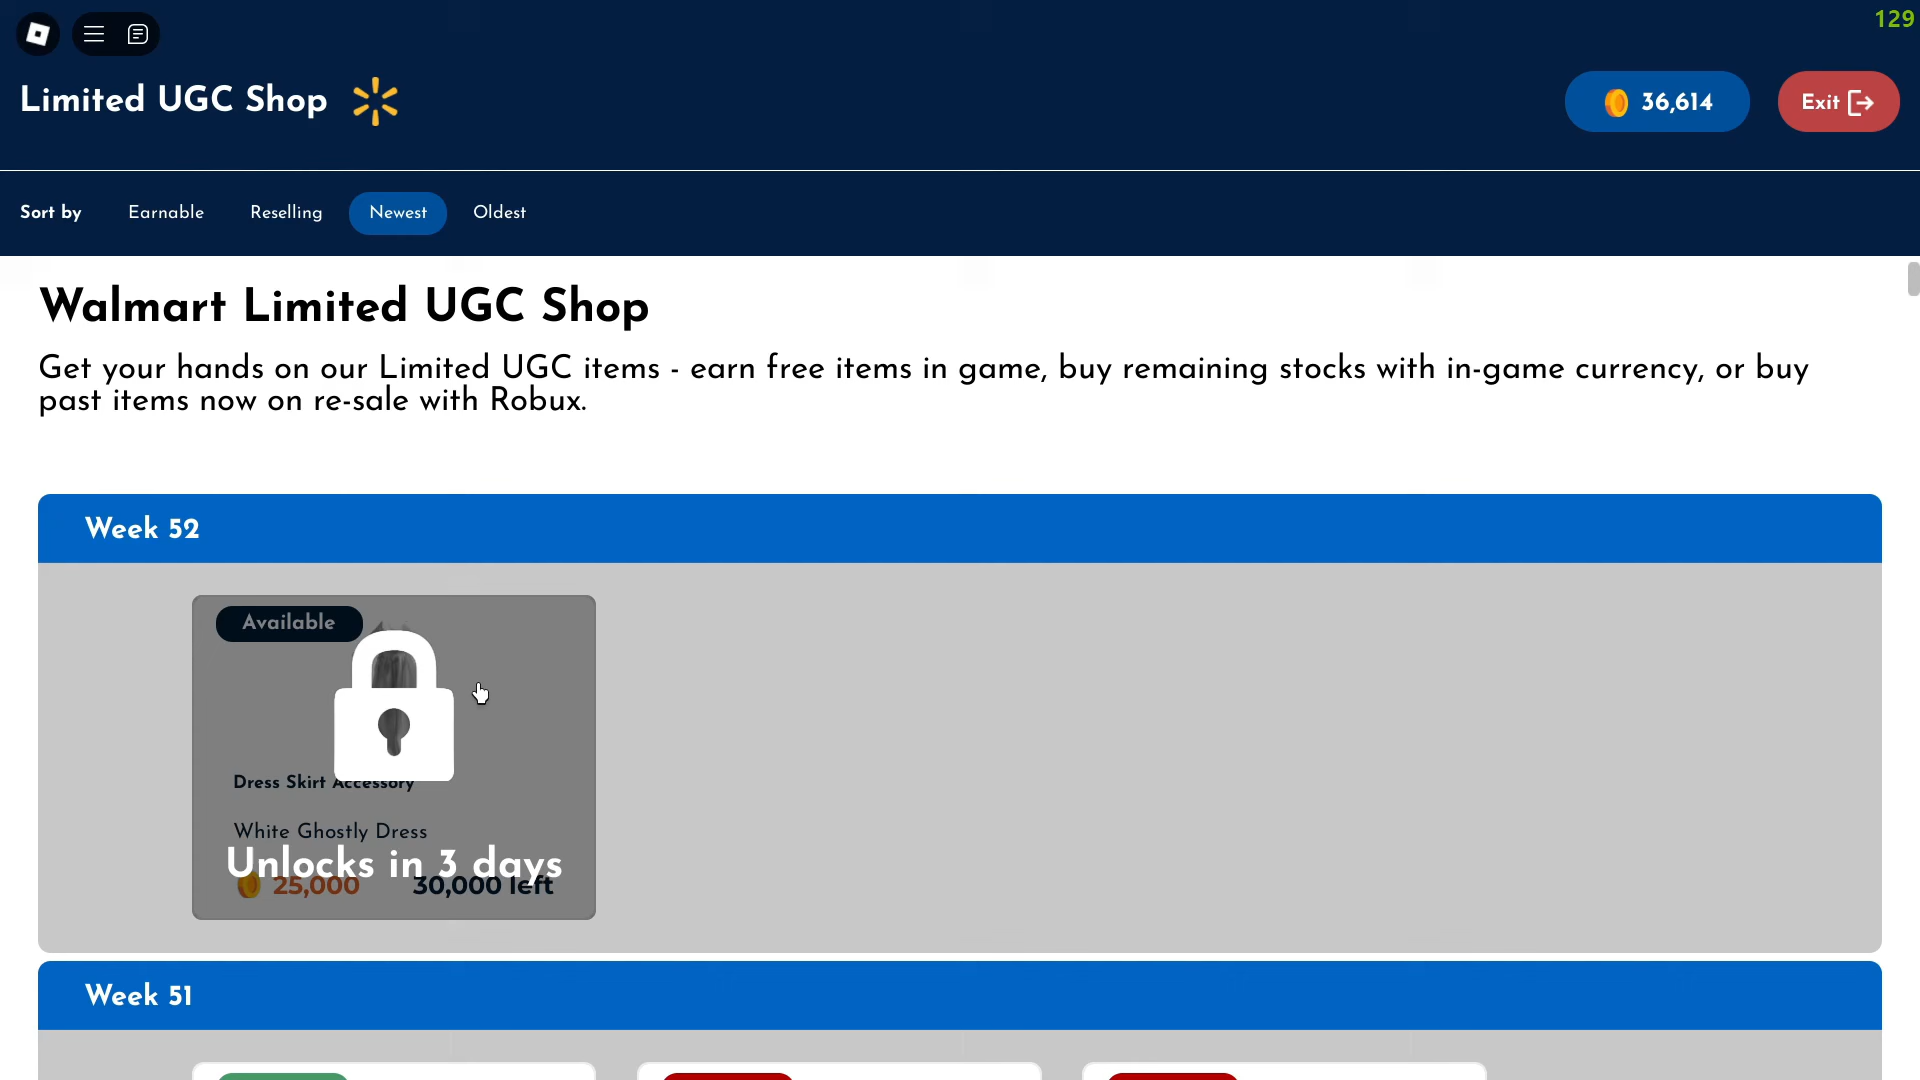 129
Limited UGC Shop
36,614
Exit
Sort by Earnable Reselling Newest Oldest
Walmart Limited UGC Shop
Get your hands on our Limited UGC items - earn free items in game, buy remaining stocks with in-game currency, or buy
past items now on re-sale with Robux.
Week 52
Available
Dress Skirt Accessory
White Ghostly Dress
Unlocks in 3 days
25,000 30,000 left
Week 51